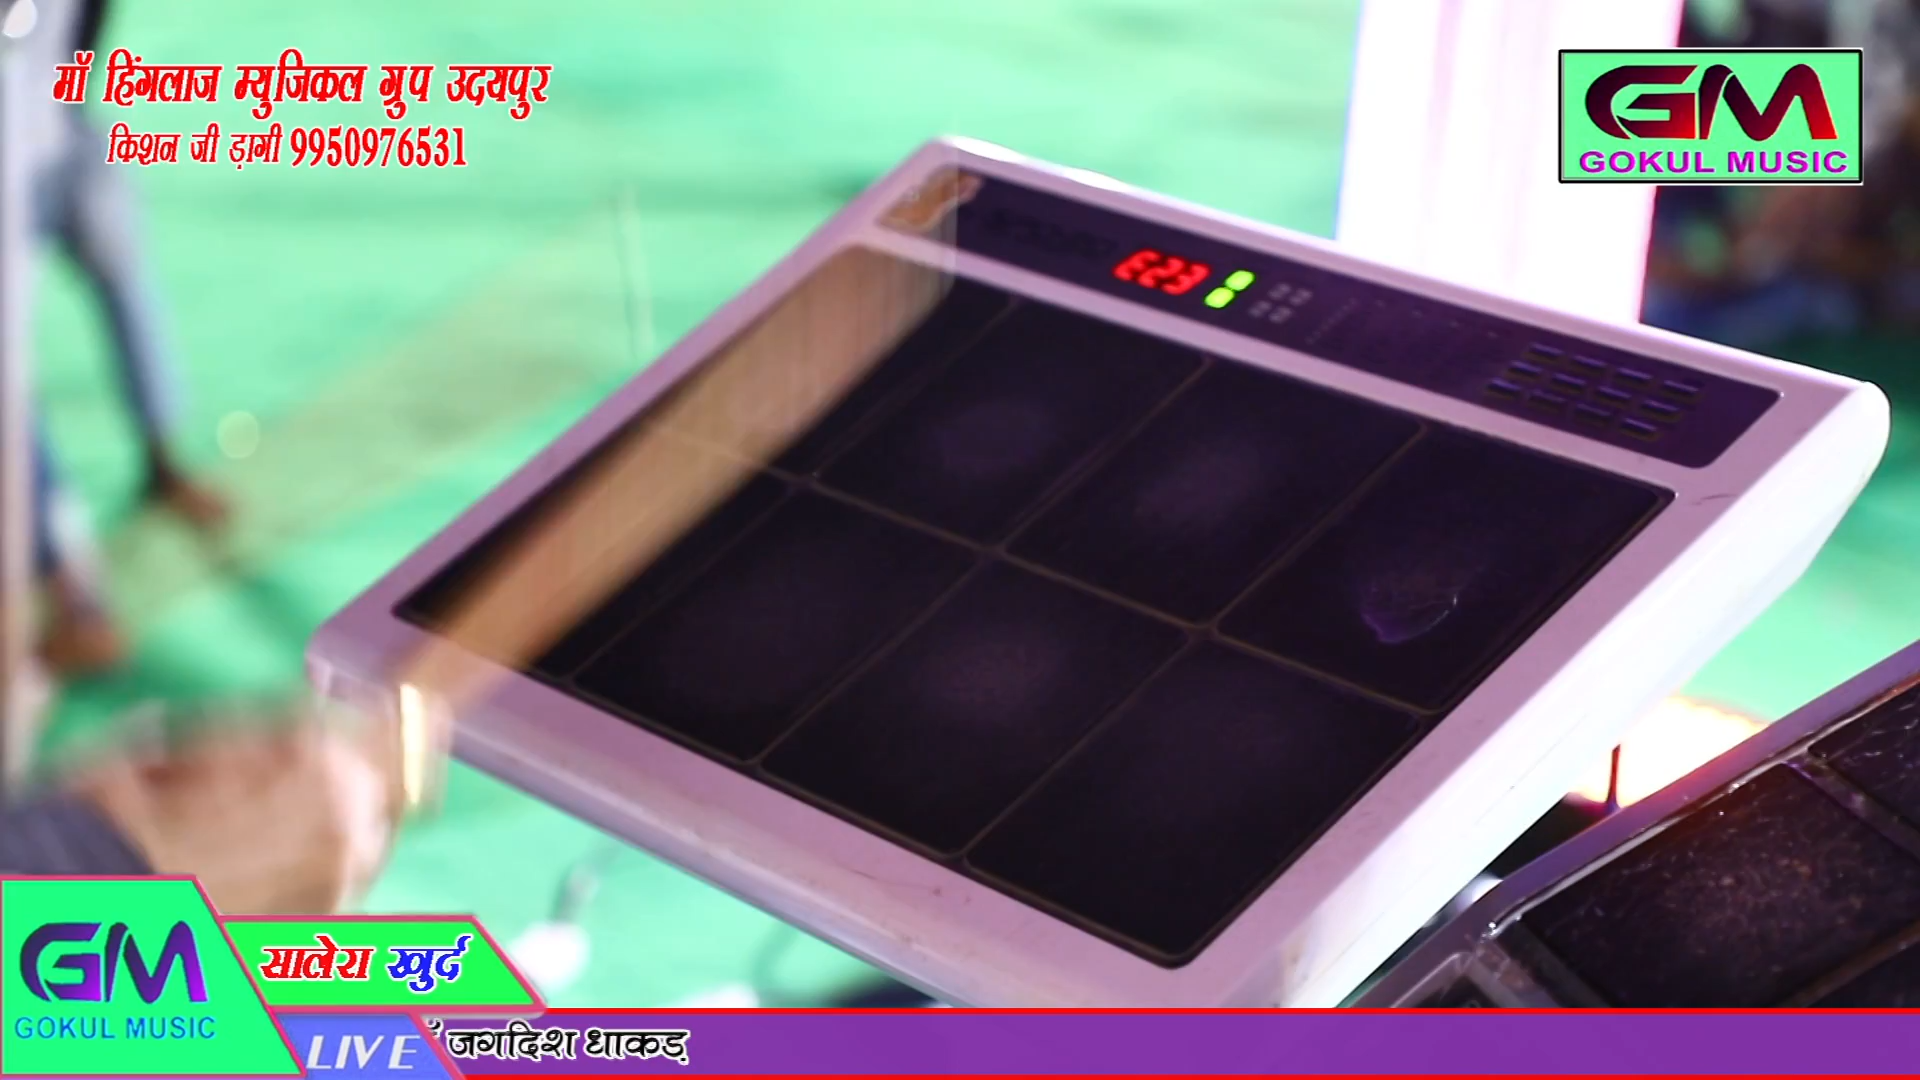 माँ हिंगलाज म्युजिकल ग्रुप उदयपुर
किशन जी ड़ागी 9950976531
GM
GOKUL MUSIC
E23
GM
GOKUL MUSIC
सालेरा खुर्द
LIVE
जगदिश धाकड़